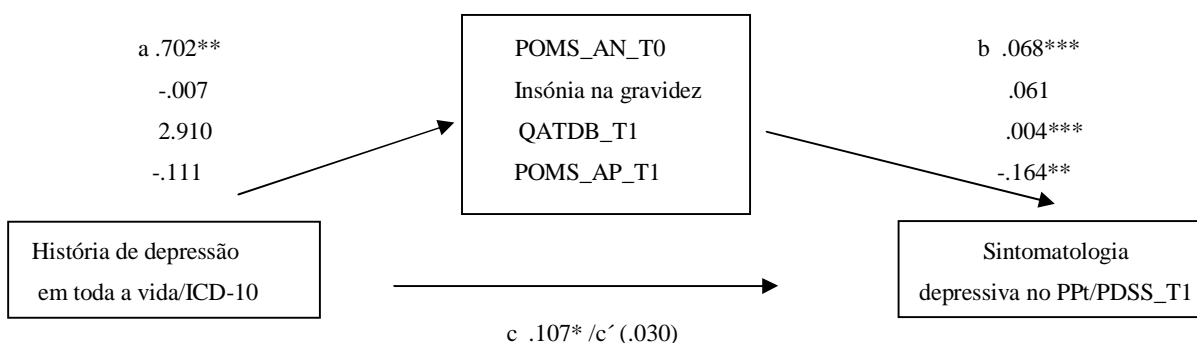 a .702**
-.007
2.910
-.111
POMS_AN_T0
Insónia na gravidez
QATDB_T1
POMS_AP_T1
b .068***
.061
.004***
-.164**
História de depressão
em toda a vida/ICD-10
Sintomatologia
depressiva no PPt/PDSS_T1
c .107* /c´ (.030)